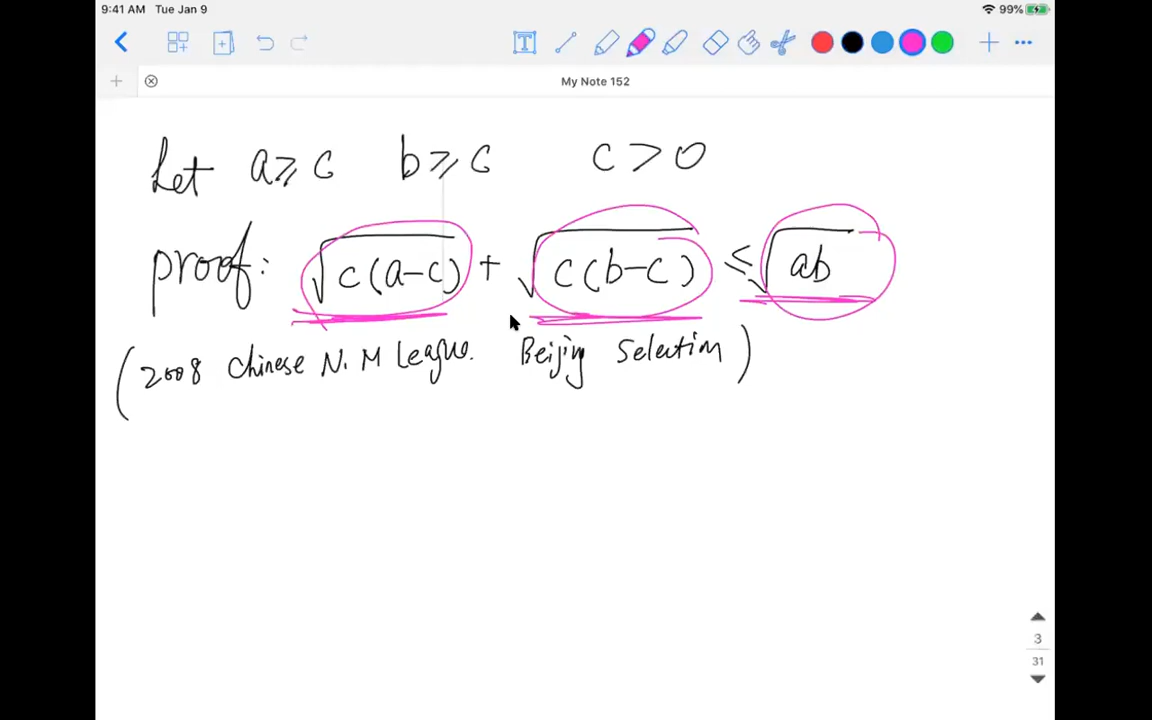 9:41 AM Tue Jan 9
99%
My Note 152
Let a⩾c b⩾c c>0
proof: √c(a-c) + √c(b-c) ≤ √ab
(2008 Chinese N.M League. Beijing Selection)
3
31